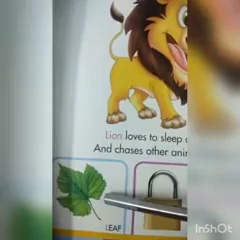 Lion loves to sleep
And chases other
LEAF
InShOt